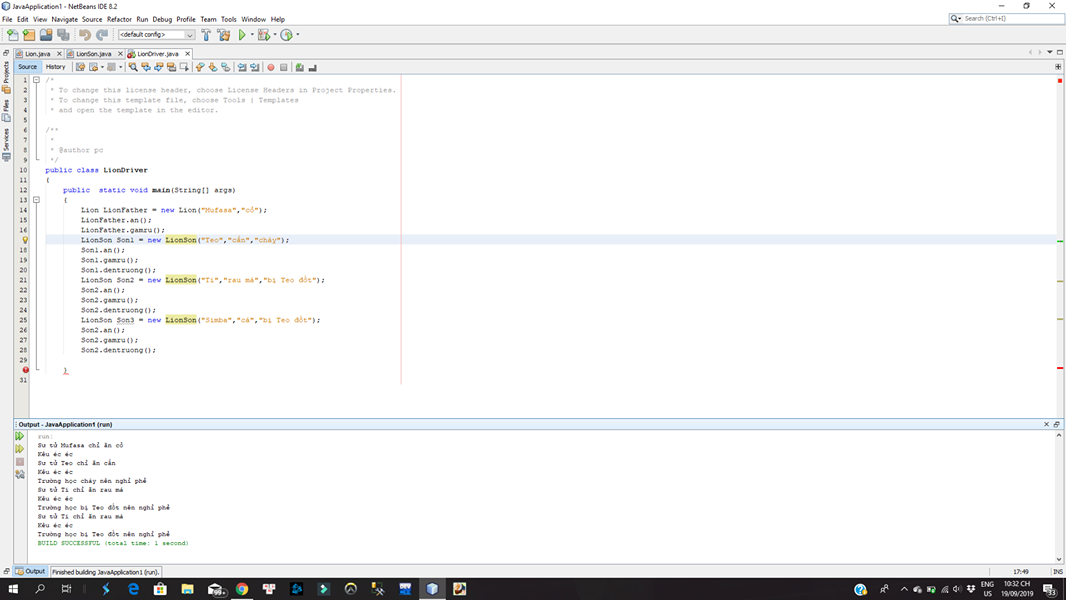 JavaApplication1 - NetBeans IDE 8.2
File Edit View Navigate Source Refactor Run Debug Profile Team Tools Window Help
Search (Ctrl+I)
<default config>
Lion.java
LionSon.java
LionDriver.java
Source History
Projects
Files
Services
1 /*
2 * To change this license header, choose License Headers in Project Properties.
3 * To change this template file, choose Tools | Templates
4 * and open the template in the editor.
5
6 /**
7 *
8 * @author pc
9 */
10 public class LionDriver
11 {
12 public static void main(String[] args)
13 {
14 Lion LionFather = new Lion("Mufasa","cỏ");
15 LionFather.an();
16 LionFather.gamru();
LionSon Son1 = new LionSon("Teo","cần","cháy");
18 Son1.an();
19 Son1.gamru();
20 Son1.dentruong();
21 LionSon Son2 = new LionSon("Ti","rau má","bị Teo đốt");
22 Son2.an();
23 Son2.gamru();
24 Son2.dentruong();
25 LionSon Son3 = new LionSon("Simba","cá","bị Teo đốt");
26 Son2.an();
27 Son2.gamru();
28 Son2.dentruong();
29
}
31
Output - JavaApplication1 (run)
run:
Sư tử Mufasa chỉ ăn cỏ
Kêu éc éc
Sư tử Teo chỉ ăn cần
Kêu éc éc
Trường học cháy nên nghỉ phẻ
Sư tử Ti chỉ ăn rau má
Kêu éc éc
Trường học bị Teo đốt nên nghỉ phẻ
Sư tử Ti chỉ ăn rau má
Kêu éc éc
Trường học bị Teo đốt nên nghỉ phẻ
BUILD SUCCESSFUL (total time: 1 second)
Output
Finished building JavaApplication1 (run).
17:49 INS
99+
ENG
US
10:32 CH
19/09/2019
33